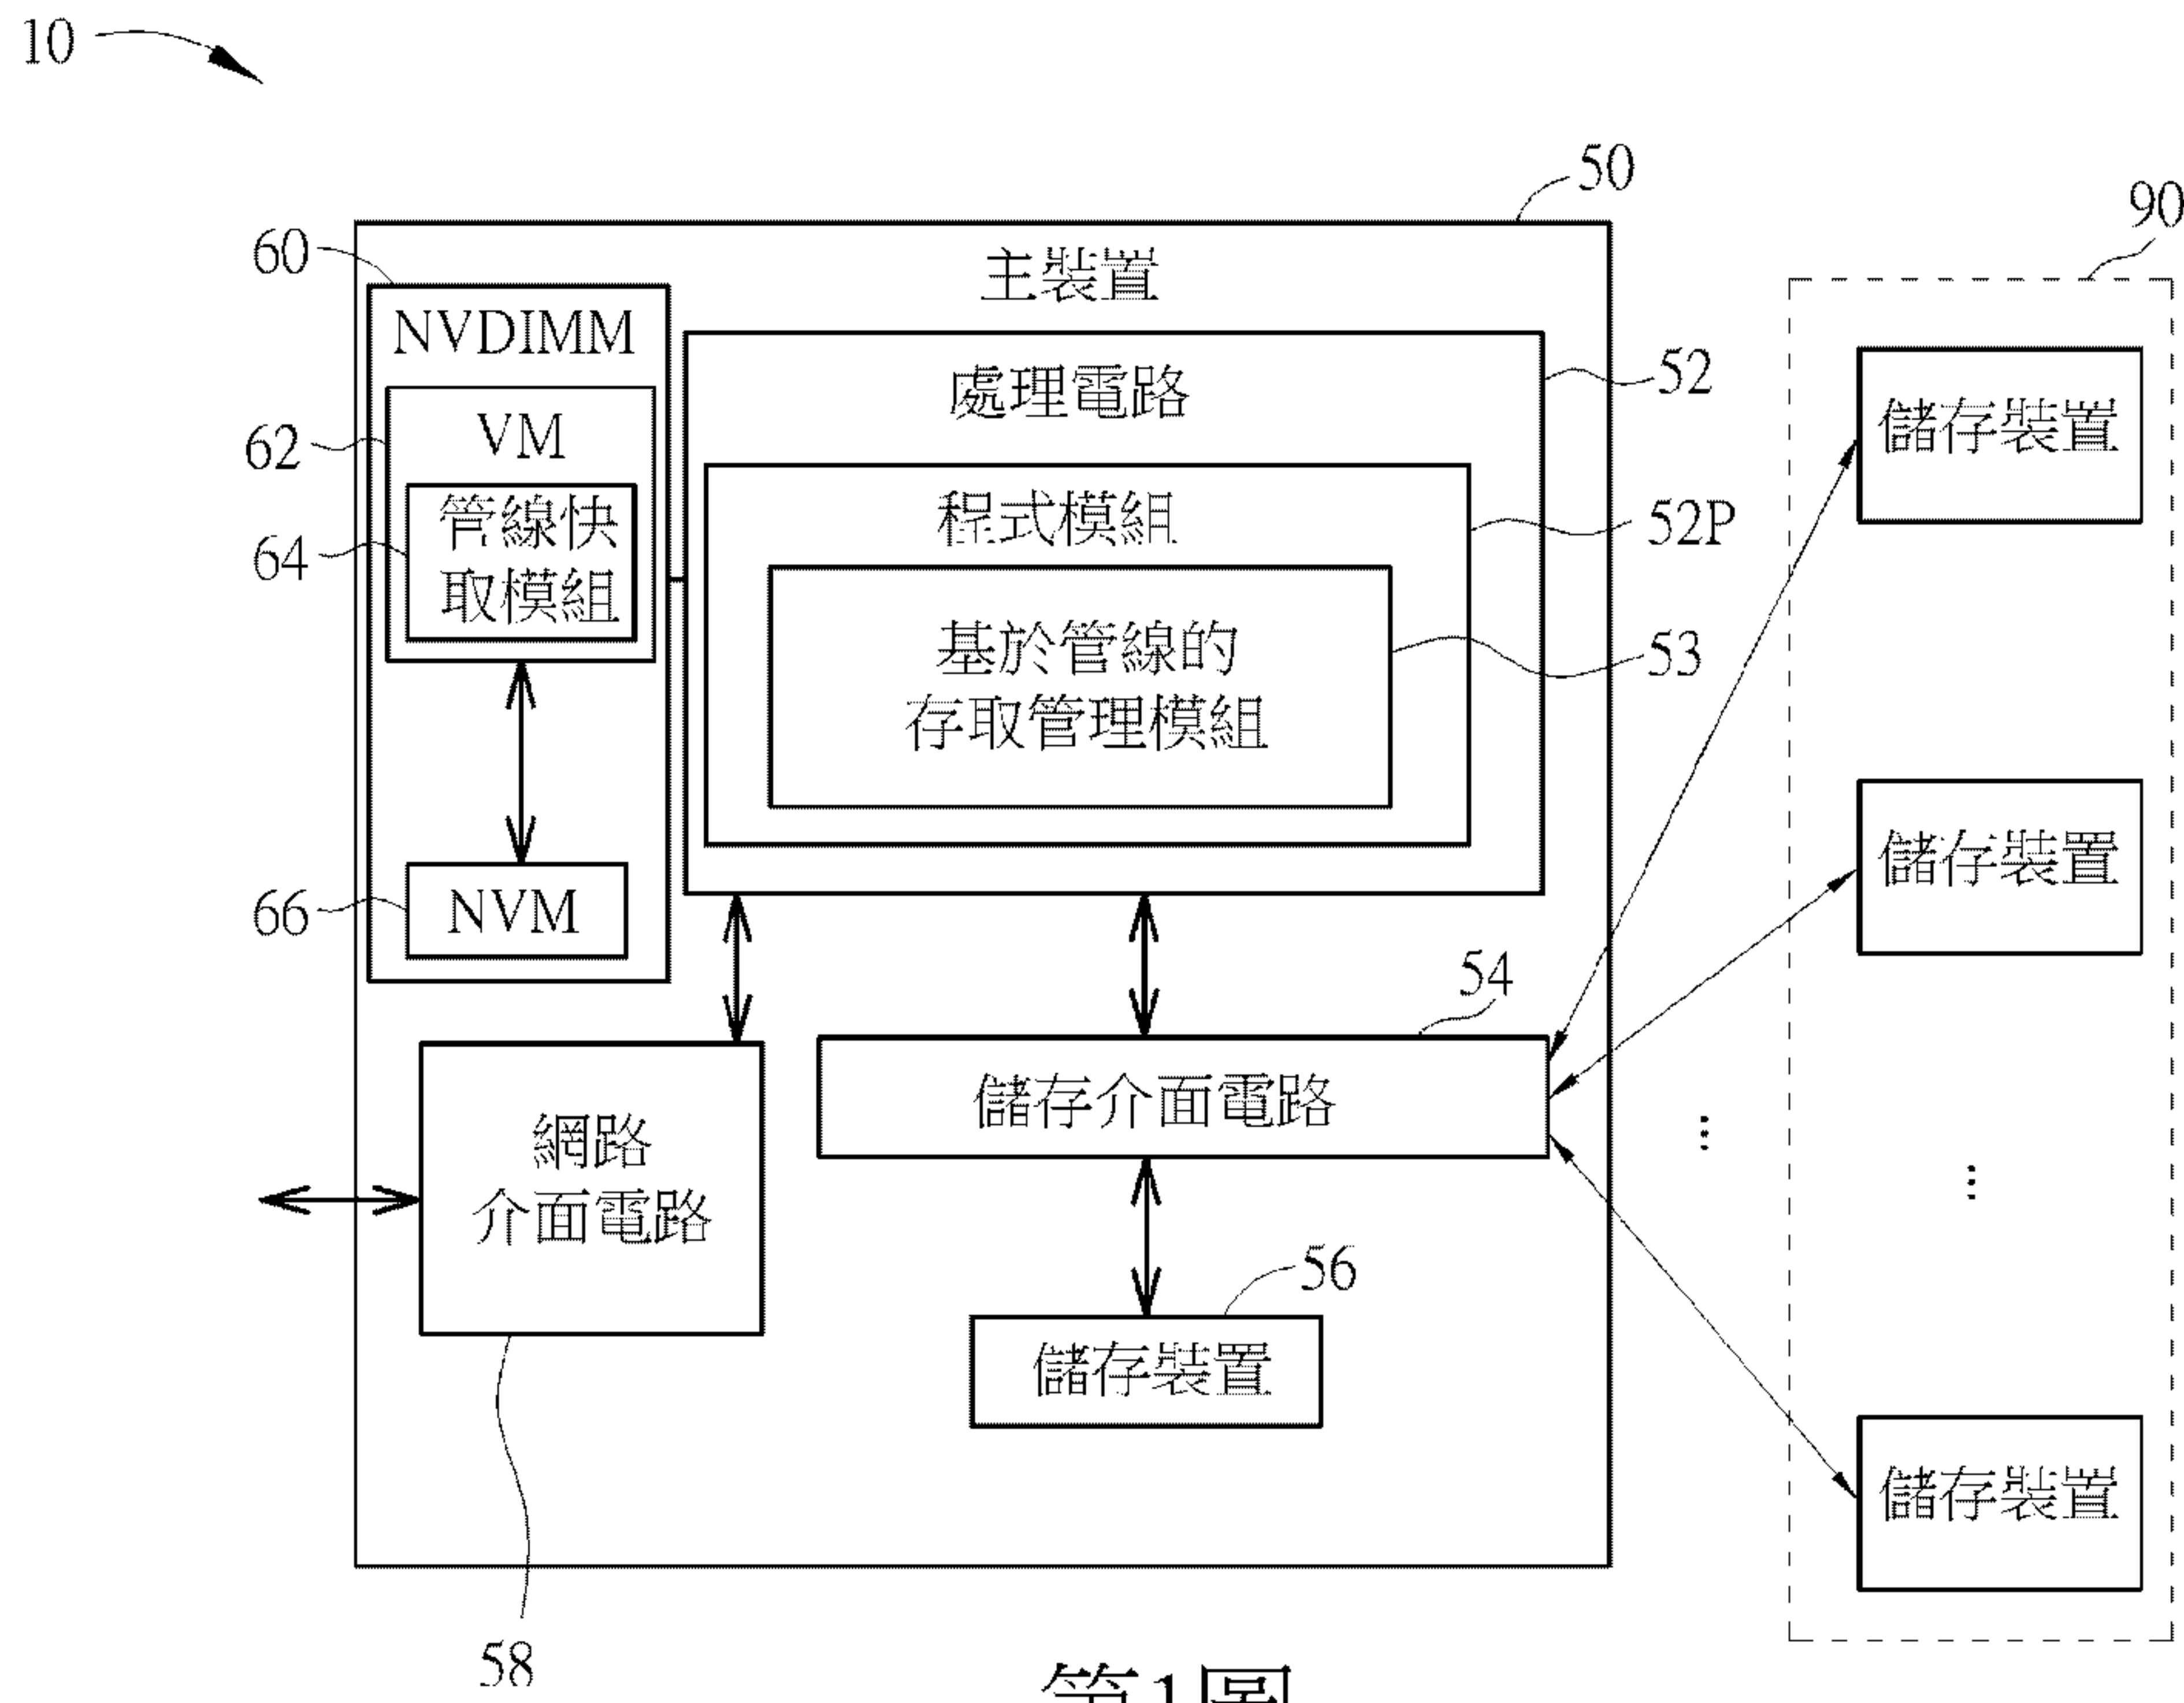 10
50
90
60
主裝置
NVDIMM
處理電路
52
儲存裝置
62
VM
程式模組
52P
64
管線快
取模組
基於管線的
存取管理模組
53
儲存裝置
66
NVM
54
儲存介面電路
網路
介面電路
...
...
56
儲存裝置
儲存裝置
58
第1圖